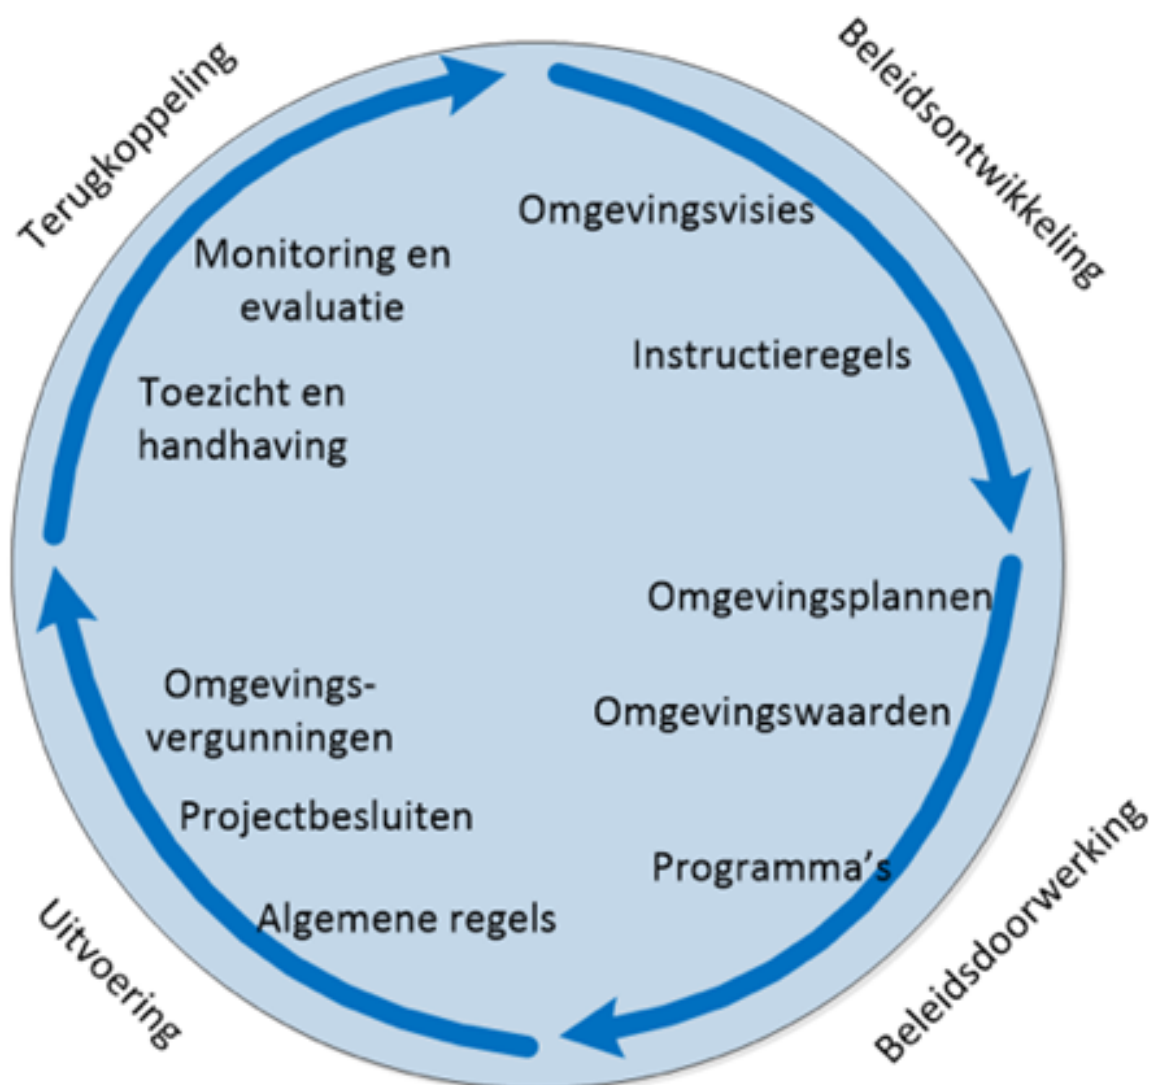 Beleidsontwikkeling
Omgevingsvisies
Instructieregels
Beleidsdoorwerking
Omgevingsplannen
Omgevingswaarden
Programma’s
Uitvoering
Algemene regels
Projectbesluiten
Omgevings-
vergunningen
Terugkoppeling
Toezicht en
handhaving
Monitoring en
evaluatie